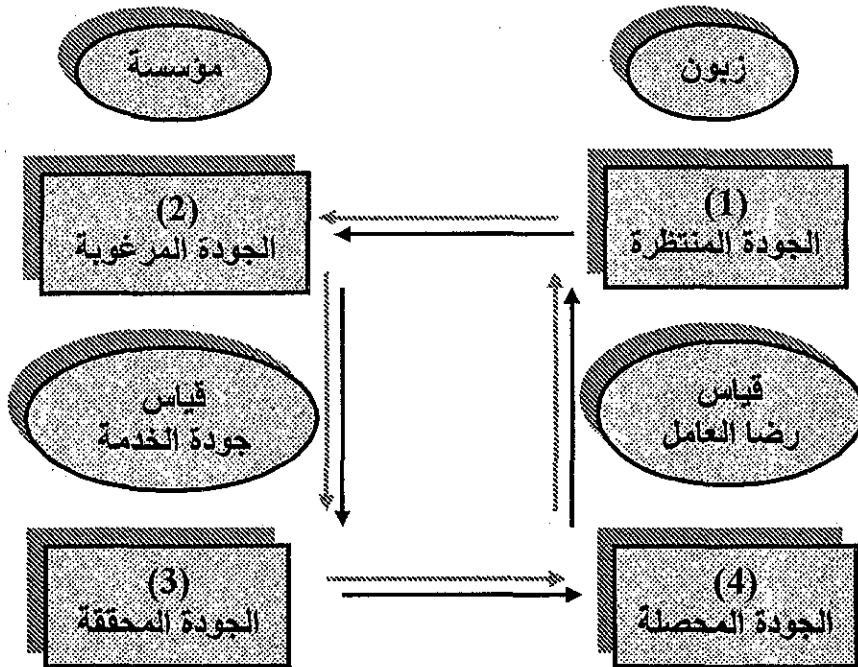 زبون
مؤسسة
(1)
الجودة المنتظرة
(2)
الجودة المرغوبة
قياس
رضا العامل
قياس
جودة الخدمة
(4)
الجودة المحصلة
(3)
الجودة المحققة